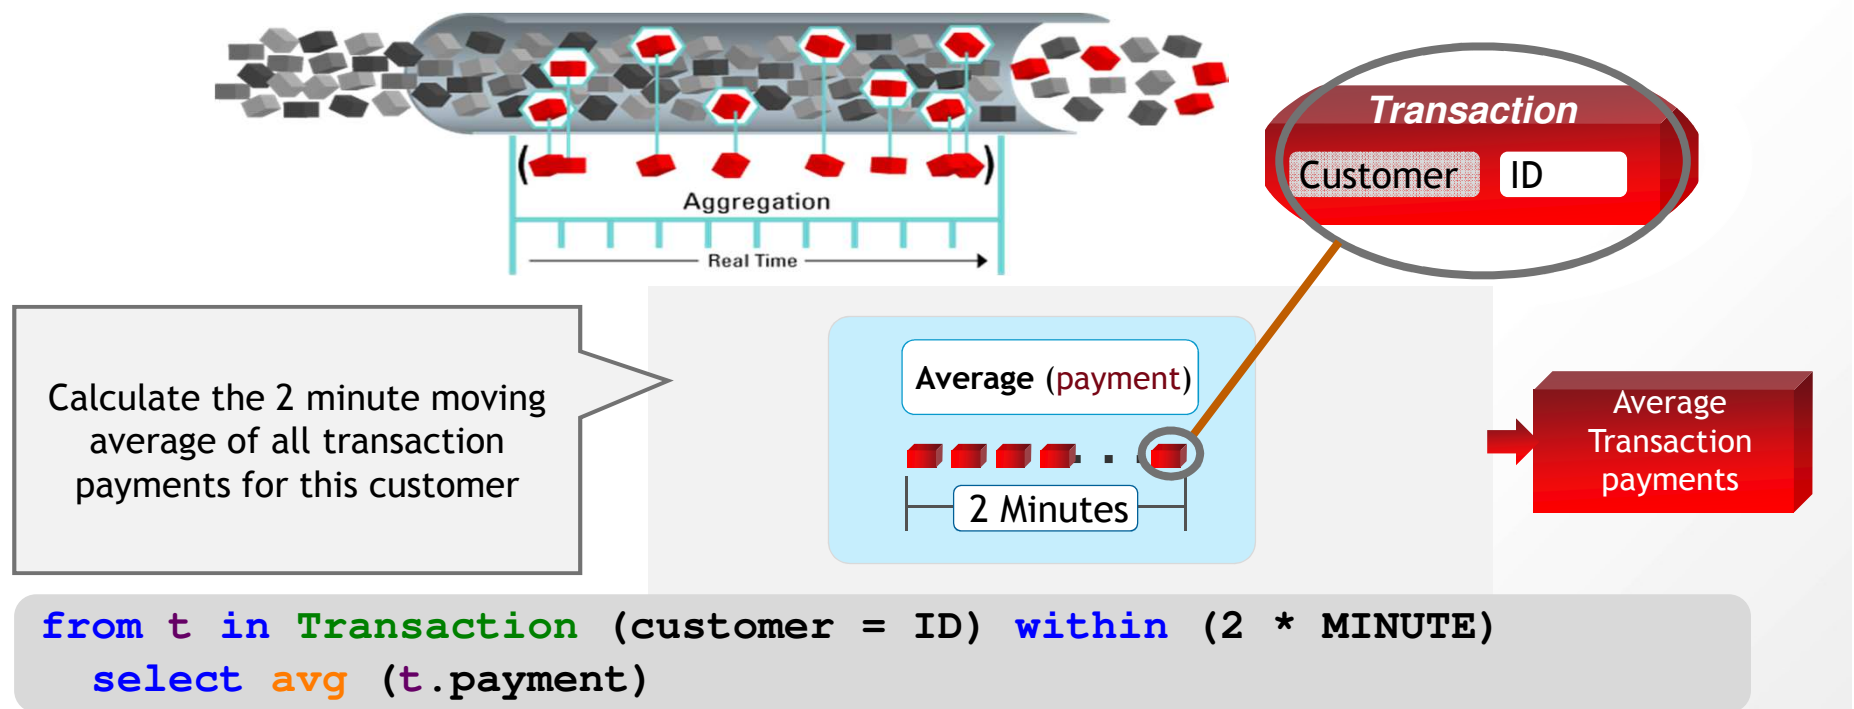 Transaction
Customer ID
(
)
Aggregation
Real Time
Calculate the 2 minute moving
average of all transaction
payments for this customer
Average (payment)
. . .
2 Minutes
Average
Transaction
payments
from t in Transaction (customer = ID) within (2 * MINUTE)
select avg (t.payment)